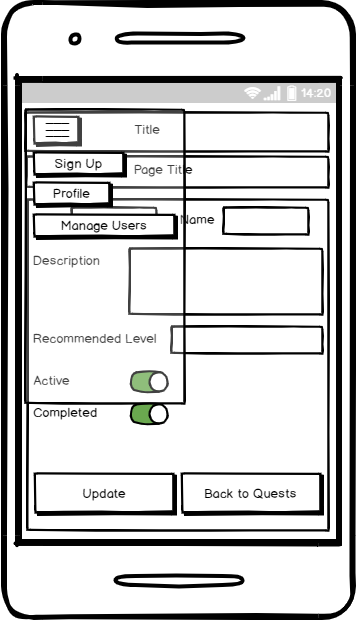 14:20
Title
Sign Up
Page Title
Profile
Manage Users
Name
Description
Recommended Level
Active
Completed
Update
Back to Quests